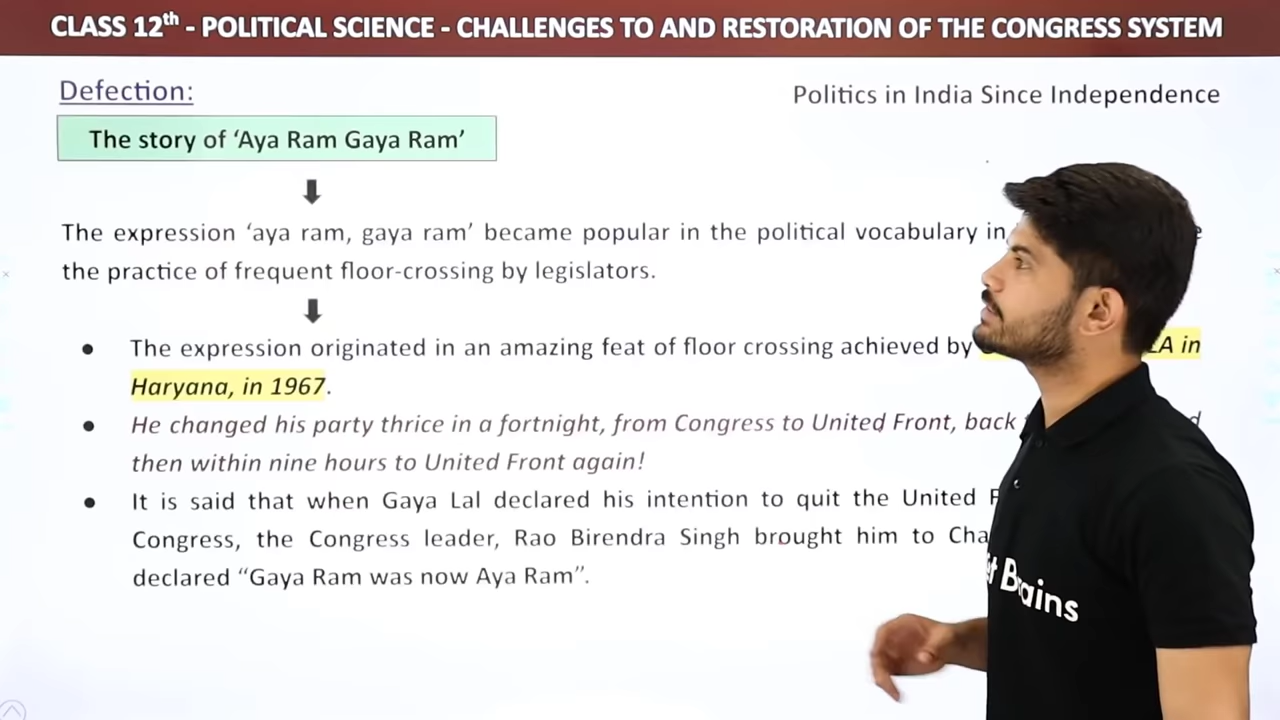 CLASS 12th - POLITICAL SCIENCE - CHALLENGES TO AND RESTORATION OF THE CONGRESS SYSTEM
Defection:
Politics in India Since Independence
The story of ‘Aya Ram Gaya Ram’
The expression ‘aya ram, gaya ram’ became popular in the political vocabulary in
the practice of frequent floor-crossing by legislators.
● The expression originated in an amazing feat of floor crossing achieved by in
Haryana, in 1967.
● He changed his party thrice in a fortnight, from Congress to United Front, back
then within nine hours to United Front again!
● It is said that when Gaya Lal declared his intention to quit the United
Congress, the Congress leader, Rao Birendra Singh brought him to
declared “Gaya Ram was now Aya Ram”.
Brains